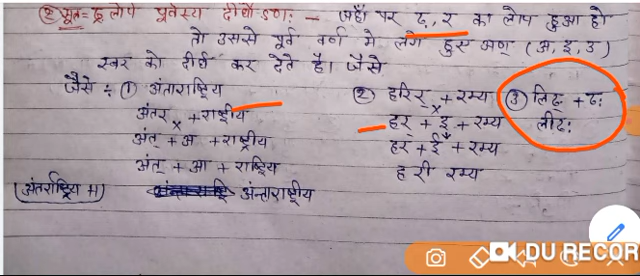 ② सूत्र= ढ्रलोपे पूर्वस्य दीर्घोऽणः - जहाँ पर ढ्, र् का लोप हुआ हो
तो उससे पूर्व वर्ण मे लगे हुए अण् (अ, इ, उ)
स्वर को दीर्घ कर देते है। जैसे
जैसे :- ① अंताराष्ट्रिय
अंतर् + राष्ट्रीय
अंत् + अ + राष्ट्रीय
अंत् + आ + राष्ट्रिय
अंतर्राष्ट्रिय म। अन्ताराष्ट्रीय
② हरिर् + रम्य
हर् + इ + रम्य
हर + ई + रम्य
हरी रम्य
③ लिढ् + ढः
लीढः
DU RECOR